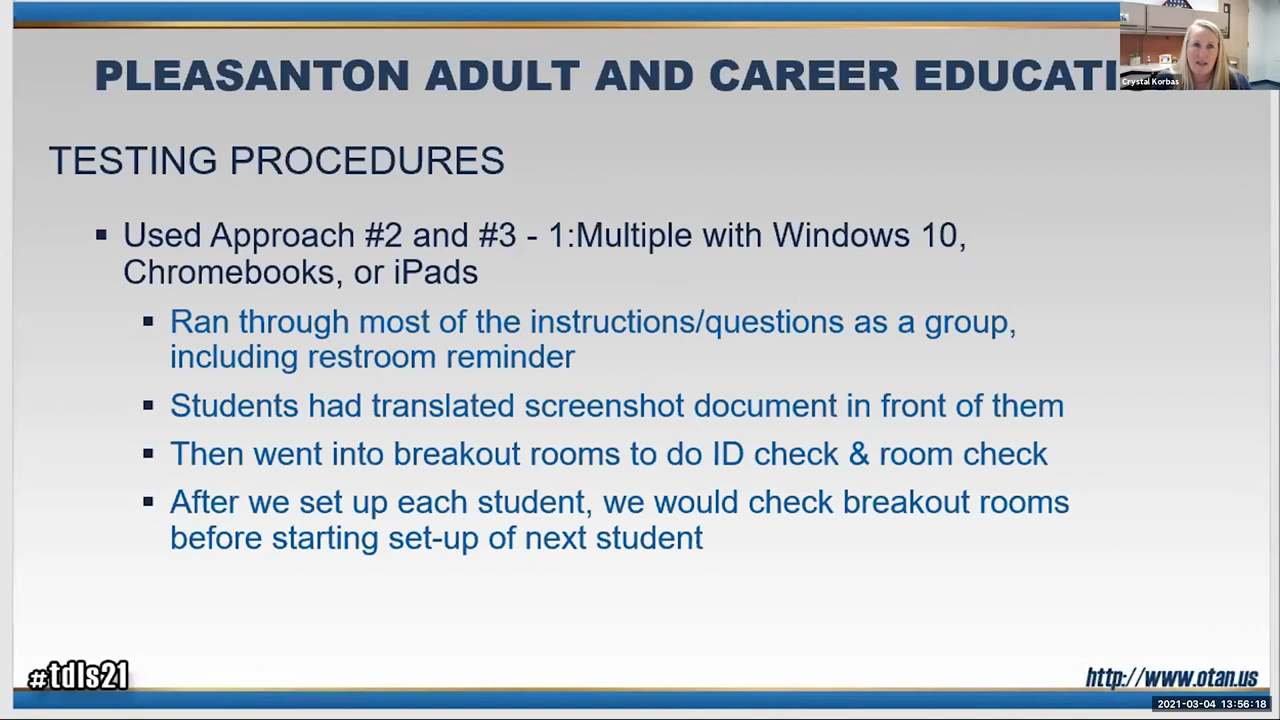 PLEASANTON ADULT AND CAREER EDUCATI
Crystal Korbas
TESTING PROCEDURES
▪ Used Approach #2 and #3 - 1:Multiple with Windows 10,
Chromebooks, or iPads
▪ Ran through most of the instructions/questions as a group,
including restroom reminder
▪ Students had translated screenshot document in front of them
▪ Then went into breakout rooms to do ID check & room check
▪ After we set up each student, we would check breakout rooms
before starting set-up of next student
#tdls21
http://www.otan.us
2021-03-04 13:56:18